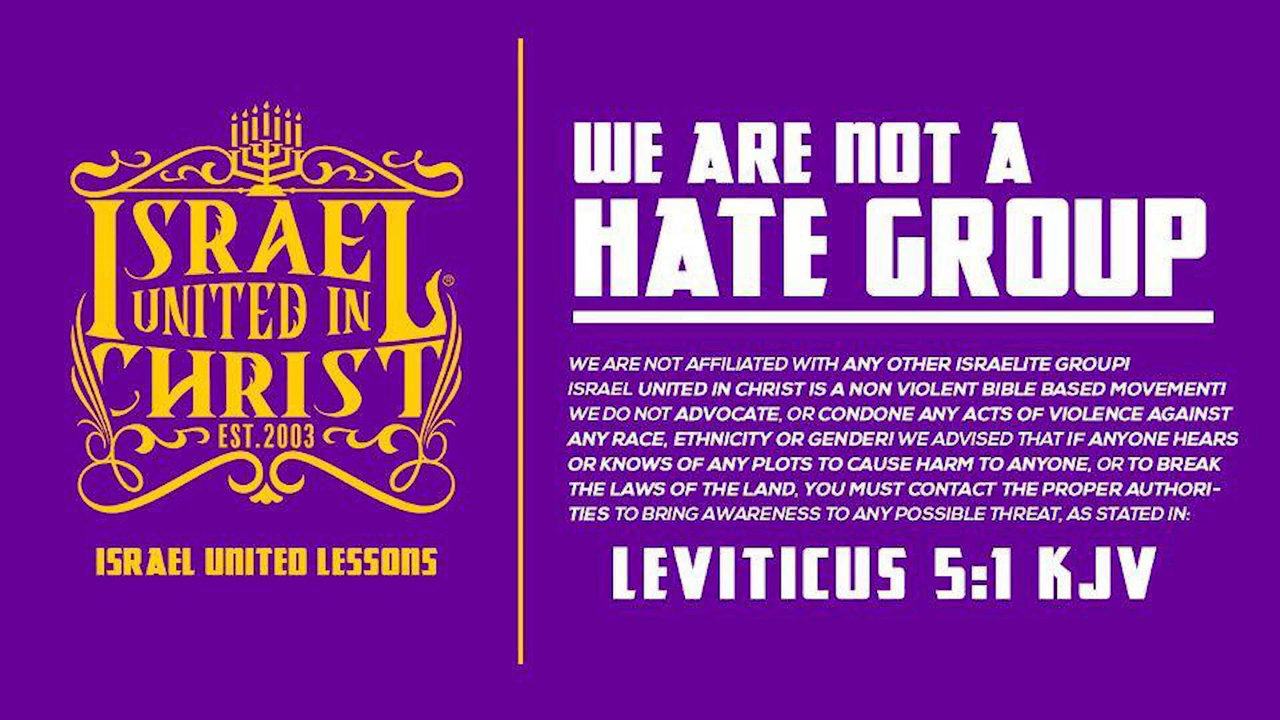 ISRAEL
UNITED IN
CHRIST
EST.2003
ISRAEL UNITED LESSONS
WE ARE NOT A
HATE GROUP
WE ARE NOT AFFILIATED WITH ANY OTHER ISRAELITE GROUP!
ISRAEL UNITED IN CHRIST IS A NON VIOLENT BIBLE BASED MOVEMENT!
WE DO NOT ADVOCATE, OR CONDONE ANY ACTS OF VIOLENCE AGAINST
ANY RACE, ETHNICITY OR GENDER! WE ADVISED THAT IF ANYONE HEARS
OR KNOWS OF ANY PLOTS TO CAUSE HARM TO ANYONE, OR TO BREAK
THE LAWS OF THE LAND, YOU MUST CONTACT THE PROPER AUTHORI-
TIES TO BRING AWARENESS TO ANY POSSIBLE THREAT, AS STATED IN:
LEVITICUS 5:1 KJV